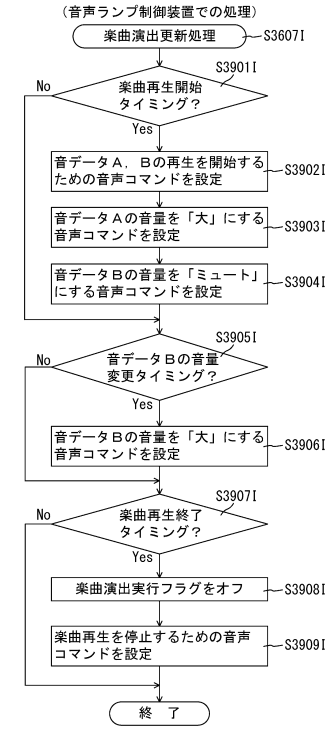 (音声ランプ制御装置での処理)
楽曲演出更新処理
S3607I
S3901I
No
楽曲再生開始
タイミング?
Yes
音データA,Bの再生を開始する
ための音声コマンドを設定
S3902I
音データAの音量を「大」にする
音声コマンドを設定
S3903I
音データBの音量を「ミュート」
にする音声コマンドを設定
S3904I
S3905I
No
音データBの音量
変更タイミング?
Yes
音データBの音量を「大」にする
音声コマンドを設定
S3906I
S3907I
No
楽曲再生終了
タイミング?
Yes
楽曲演出実行フラグをオフ
S3908I
楽曲再生を停止するための音声
コマンドを設定
S3909I
終 了